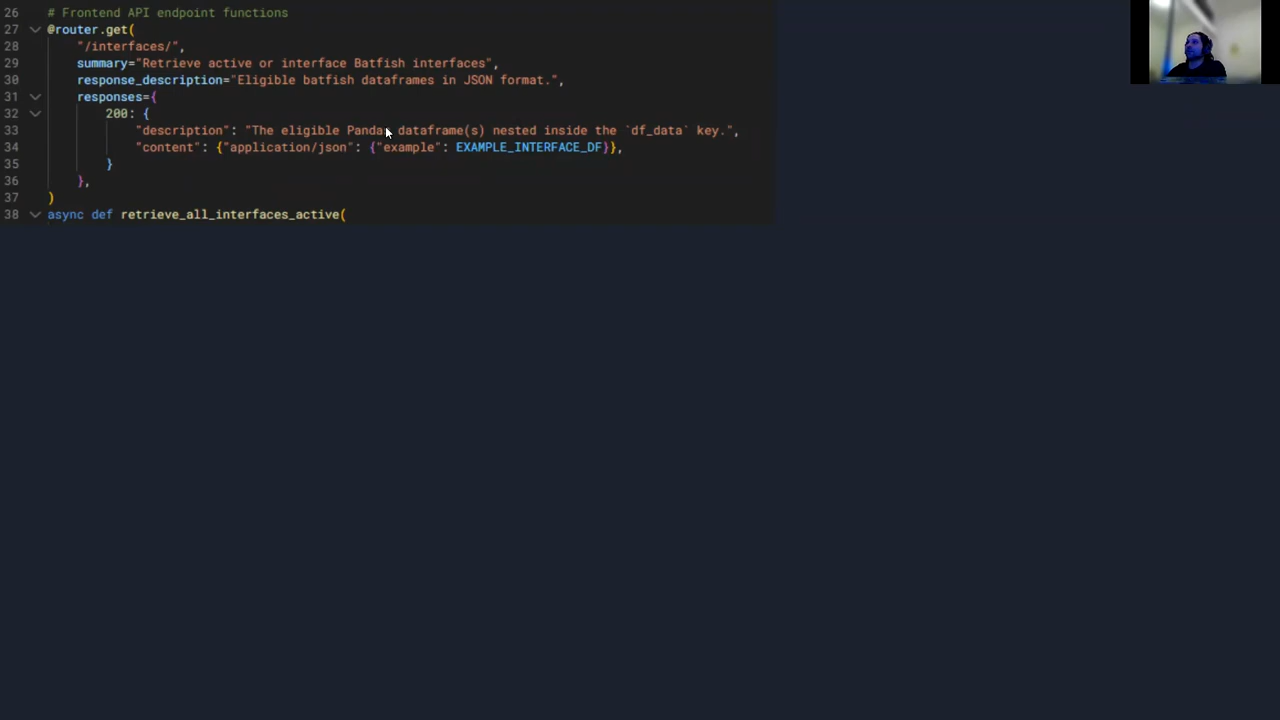 26 # Frontend API endpoint functions
27 @router.get(
28 "/interfaces/",
29 summary="Retrieve active or interface Batfish interfaces",
30 response_description="Eligible batfish dataframes in JSON format.",
31 responses={
32 200: {
33 "description": "The eligible Pandas dataframe(s) nested inside the `df_data` key.",
34 "content": {"application/json": {"example": EXAMPLE_INTERFACE_DF}},
35 }
36 },
37 )
38 async def retrieve_all_interfaces_active(